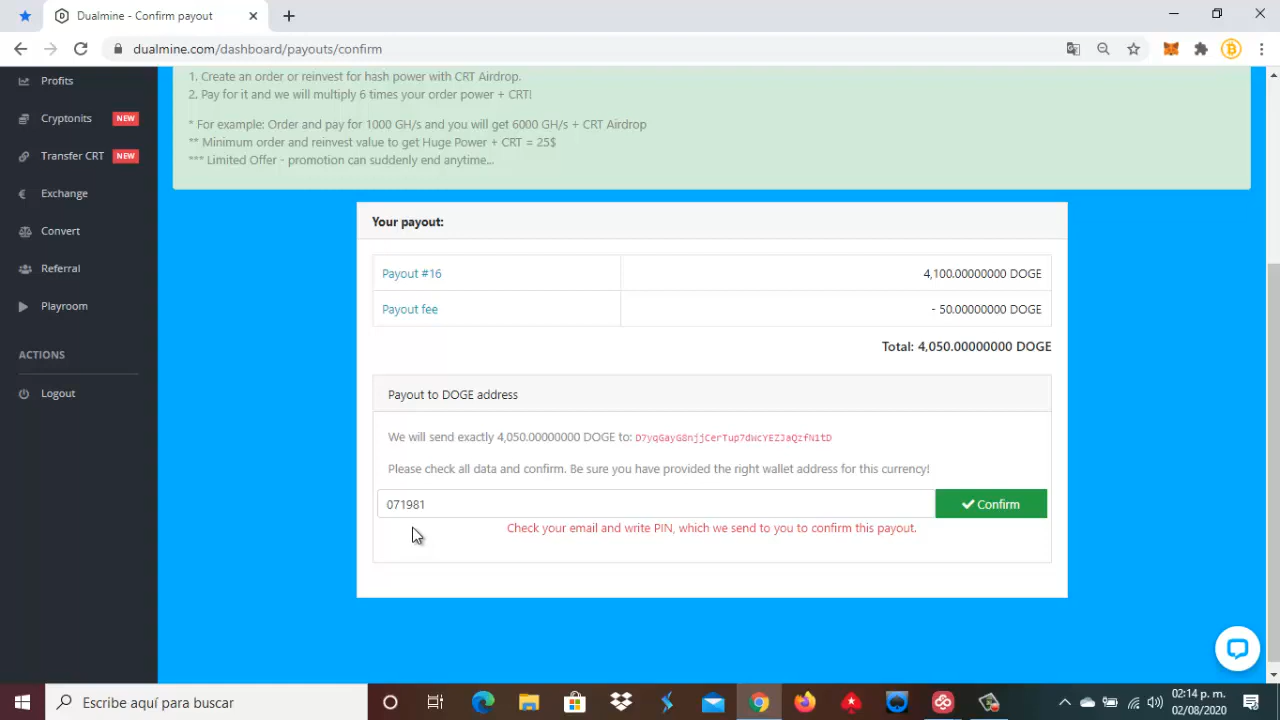 Dualmine - Confirm payout
dualmine.com/dashboard/payouts/confirm
Profits
Cryptonits NEW
Transfer CRT NEW
Exchange
Convert
Referral
Playroom
ACTIONS
Logout
1. Create an order or reinvest for hash power with CRT Airdrop.
2. Pay for it and we will multiply 6 times your order power + CRT!
* For example: Order and pay for 1000 GH/s and you will get 6000 GH/s + CRT Airdrop
** Minimum order and reinvest value to get Huge Power + CRT = 25$
*** Limited Offer - promotion can suddenly end anytime...
Your payout:
Payout #16 4,100.00000000 DOGE
Payout fee - 50.00000000 DOGE
Total: 4,050.00000000 DOGE
Payout to DOGE address
We will send exactly 4,050.00000000 DOGE to: D7yqGayG8njjCerTup7dwcYEZJaQzfN1tD
Please check all data and confirm. Be sure you have provided the right wallet address for this currency!
071981 Confirm
Check your email and write PIN, which we send to you to confirm this payout.
Escribe aquí para buscar
02:14 p. m.
02/08/2020